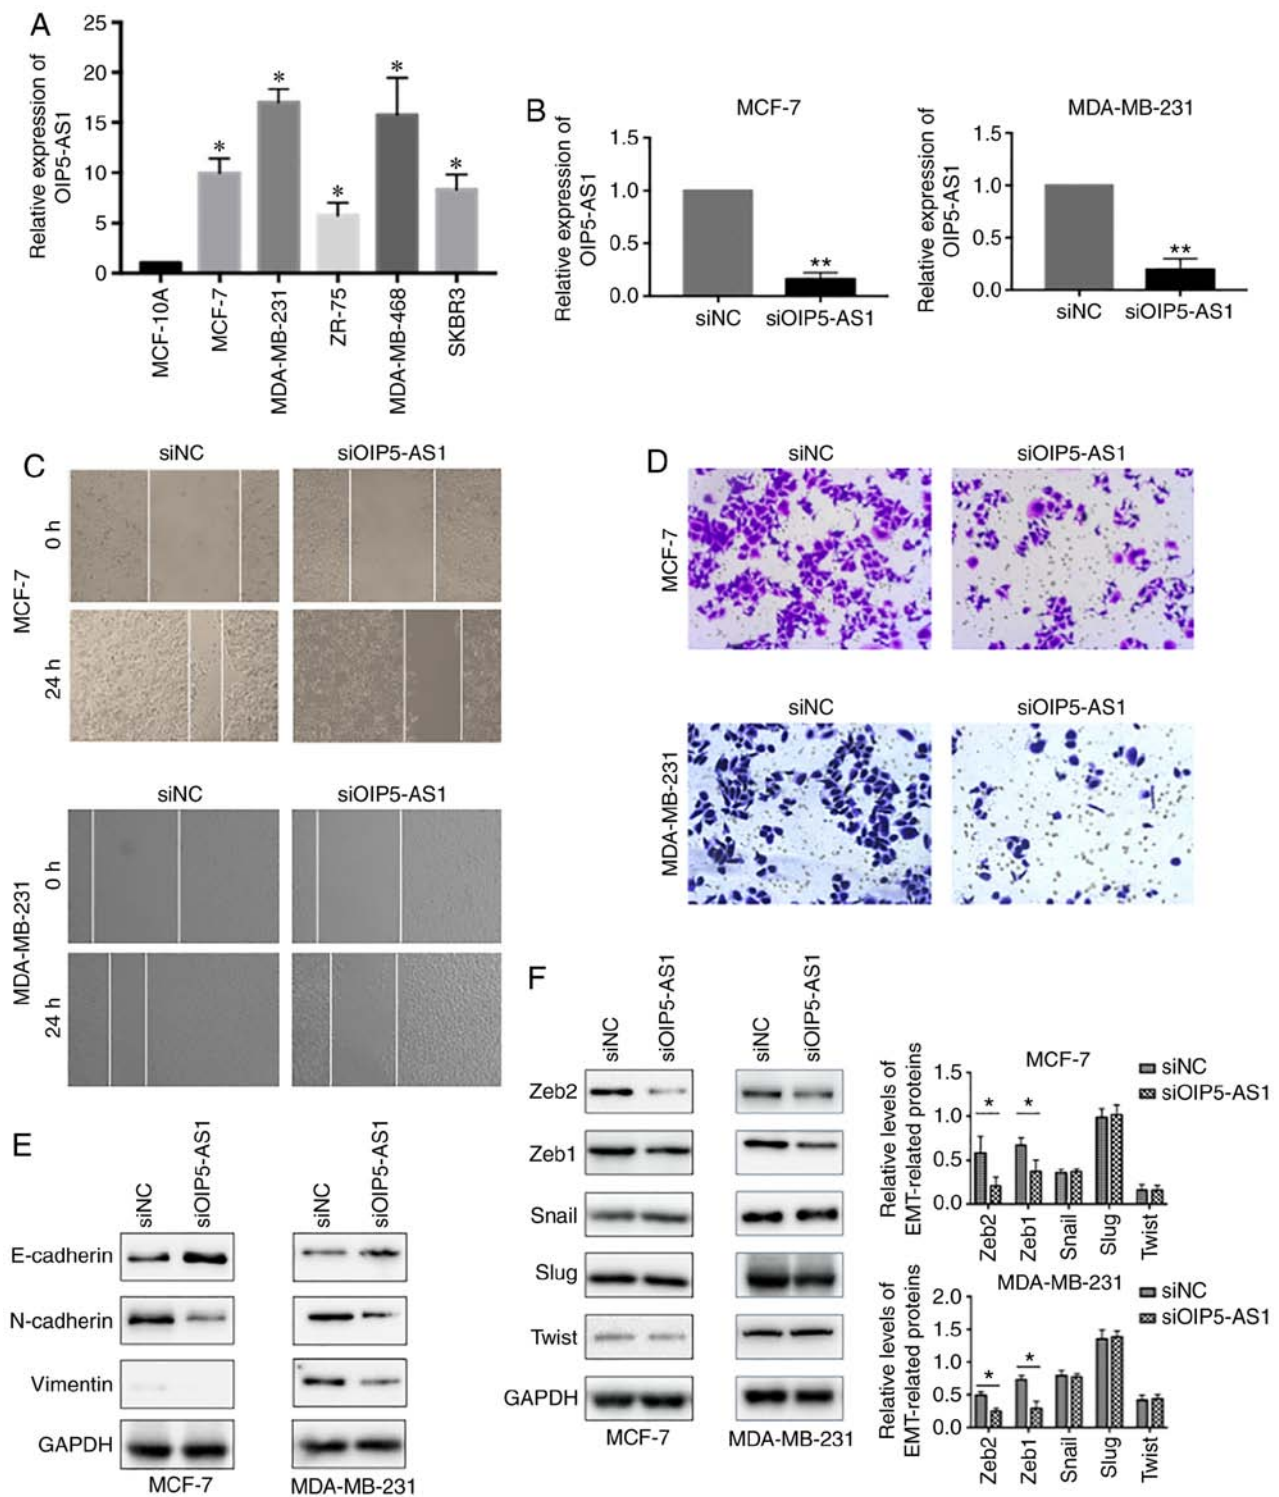 A
Relative expression of
OIP5-AS1
25
20
15
10
5
0
*
*
*
*
*
MCF-10A
MCF-7
MDA-MB-231
ZR-75
MDA-MB-468
SKBR3
B
MCF-7
Relative expression of
OIP5-AS1
1.5
1.0
0.5
0.0
**
siNC
siOIP5-AS1
MDA-MB-231
Relative expression of
OIP5-AS1
1.5
1.0
0.5
0.0
**
siNC
siOIP5-AS1
C
siNC
siOIP5-AS1
MCF-7
0 h
24 h
siNC
siOIP5-AS1
MDA-MB-231
0 h
24 h
D
siNC
siOIP5-AS1
MCF-7
siNC
siOIP5-AS1
MDA-MB-231
E
siNC
siOIP5-AS1
siNC
siOIP5-AS1
E-cadherin
N-cadherin
Vimentin
GAPDH
MCF-7
MDA-MB-231
F
siNC
siOIP5-AS1
siNC
siOIP5-AS1
Zeb2
Zeb1
Snail
Slug
Twist
GAPDH
MCF-7
MDA-MB-231
MCF-7
siNC
siOIP5-AS1
Relative levels of
EMT-related proteins
1.5
1.0
0.5
0.0
*
*
Zeb2
Zeb1
Snail
Slug
Twist
MDA-MB-231
siNC
siOIP5-AS1
Relative levels of
EMT-related proteins
2.0
1.5
1.0
0.5
0.0
*
*
Zeb2
Zeb1
Snail
Slug
Twist